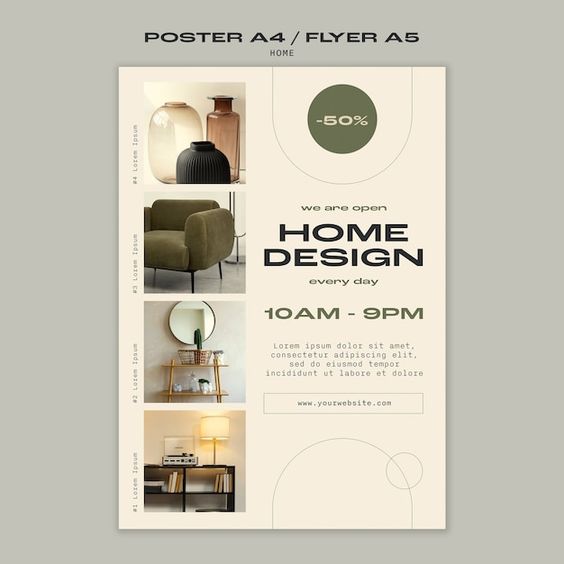 POSTER A4 / FLYER A5
HOME
#4 Lorem Ipsum
#3 Lorem Ipsum
#2 Lorem Ipsum
#1 Lorem Ipsum
-50%
we are open
HOME
DESIGN
every day
10AM - 9PM
Lorem ipsum dolor sit amet,
consectetur adipiscing elit,
sed do eiusmod tempor
incididunt ut labore et dolore
www.yourwebsite.com